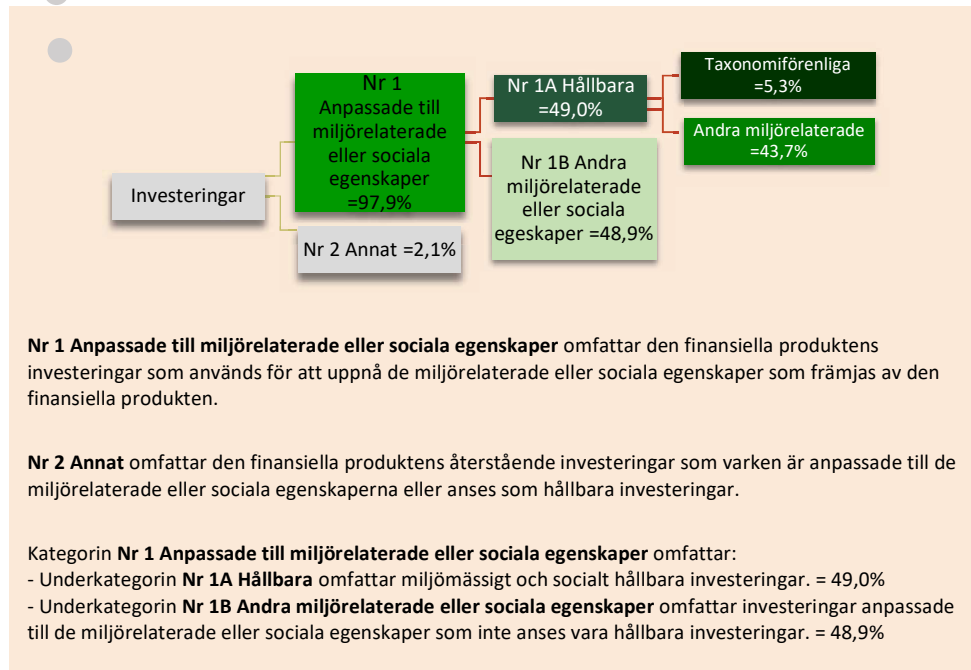 Investeringar
Nr 1
Anpassade till
miljörelaterade
eller sociala
egenskaper
=97,9%
Nr 2 Annat =2,1%
Nr 1A Hållbara
=49,0%
Nr 1B Andra
miljörelaterade
eller sociala
egeskaper =48,9%
Taxonomiförenliga
=5,3%
Andra miljörelaterade
=43,7%
Nr 1 Anpassade till miljörelaterade eller sociala egenskaper omfattar den finansiella produktens
investeringar som används för att uppnå de miljörelaterade eller sociala egenskaper som främjas av den
finansiella produkten.
Nr 2 Annat omfattar den finansiella produktens återstående investeringar som varken är anpassade till de
miljörelaterade eller sociala egenskaperna eller anses som hållbara investeringar.
Kategorin Nr 1 Anpassade till miljörelaterade eller sociala egenskaper omfattar:
- Underkategorin Nr 1A Hållbara omfattar miljömässigt och socialt hållbara investeringar. = 49,0%
- Underkategorin Nr 1B Andra miljörelaterade eller sociala egenskaper omfattar investeringar anpassade
till de miljörelaterade eller sociala egenskaper som inte anses vara hållbara investeringar. = 48,9%